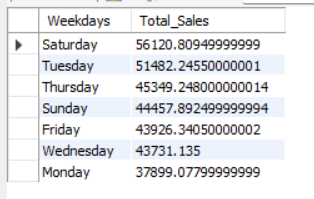 Weekdays Total_Sales
Saturday 56120.80949999999
Tuesday 51482.24550000001
Thursday 45349.248000000014
Sunday 44457.892499999994
Friday 43926.34050000002
Wednesday 43731.135
Monday 37899.07799999999